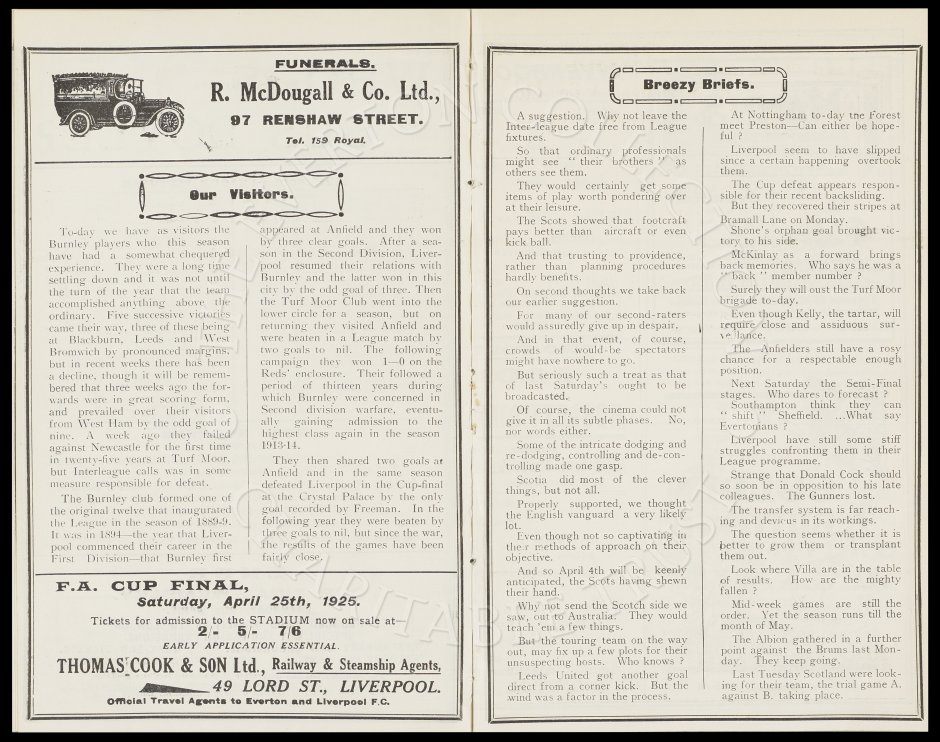 FUNERALS.
R. McDougall & Co. Ltd.,
97 RENSHAW STREET.
Tel. 159 Royal.
Our Visitors.
To-day we have as visitors the
Burnley players who this season
have had a somewhat chequered
experience. They were a long time
settling down and it was not until
the turn of the year that the team
accomplished anything above the
ordinary. Five successive victories
came their way, three of these being
at Blackburn, Leeds and West
Bromwich by pronounced margins,
but in recent weeks there has been
a decline, though it will be remem-
bered that three weeks ago the for-
wards were in great scoring form,
and prevailed over their visitors
from West Ham by the odd goal of
nine. A week ago they failed
against Newcastle for the first time
in twenty-five years at Turf Moor,
but Interleague calls was in some
measure responsible for defeat.
The Burnley club formed one of
the original twelve that inaugurated
the League in the season of 1889-9.
It was in 1894—the year that Liver-
pool commenced their career in the
First Division—that Burnley first
appeared at Anfield and they won
by three clear goals. After a sea-
son in the Second Division, Liver-
pool resumed their relations with
Burnley and the latter won in this
city by the odd goal of three. Then
the Turf Moor Club went into the
lower circle for a season, but on
returning they visited Anfield and
were beaten in a League match by
two goals to nil. The following
campaign they won 1—0 on the
Reds' enclosure. Their followed a
period of thirteen years during
which Burnley were concerned in
Second division warfare, eventu-
ally gaining admission to the
highest class again in the season
1913-14.
They then shared two goals at
Anfield and in the same season
defeated Liverpool in the Cup-final
at the Crystal Palace by the only
goal recorded by Freeman. In the
following year they were beaten by
three goals to nil, but since the war,
the results of the games have been
fairly close.
F.A. CUP FINAL,
Saturday, April 25th, 1925.
Tickets for admission to the STADIUM now on sale at
2/- 5/- 7/6
EARLY APPLICATION ESSENTIAL.
THOMAS COOK & SON Ltd., Railway & Steamship Agents,
49 LORD ST., LIVERPOOL.
Official Travel Agents to Everton and Liverpool F.C.
Breezy Briefs.
A suggestion. Why not leave the
Inter-league date free from League
fixtures.
So that ordinary professionals
might see "their brothers" as
others see them.
They would certainly get some
items of play worth pondering over
at their leisure.
The Scots showed that footcraft
pays better than aircraft or even
kick ball.
And that trusting to providence,
rather than planning procedures
hardly benefits.
On second thoughts we take back
our earlier suggestion.
For many of our second-raters
would assuredly give up in despair.
And in that event, of course,
crowds of would-be spectators
might have nowhere to go.
But seriously such a treat as that
of last Saturday's ought to be
broadcasted.
Of course, the cinema could not
give it in all its subtle phases. No,
nor words either.
Some of the intricate dodging and
re-dodging, controlling and de-con-
trolling made one gasp.
Scotia did most of the clever
things, but not all.
Properly supported, we thought
the English vanguard a very likely
lot.
Even though not so captivating in
their methods of approach on their
objective.
And so April 4th will be keenly
anticipated, the Scots having shewn
their hand.
Why not send the Scotch side we
saw, out to Australia. They would
teach 'em a few things.
But the touring team on the way
out, may fix up a few plots for their
unsuspecting hosts. Who knows ?
Leeds United got another goal
direct from a corner kick. But the
wind was a factor in the process.
At Nottingham to-day the Forest
meet Preston—Can either be hope-
ful ?
Liverpool seem to have slipped
since a certain happening overtook
them.
The Cup defeat appears respon-
sible for their recent backsliding.
But they recovered their stripes at
Bramall Lane on Monday.
Shone's orphan goal brought vic-
tory to his side.
McKinlay as a forward brings
back memories. Who says he was a
"back" member number ?
Surely they will oust the Turf Moor
brigade to-day.
Even though Kelly, the tartar, will
require close and assiduous sur-
veillance.
The Anfielders still have a rosy
chance for a respectable enough
position.
Next Saturday the Semi-Final
stages. Who dares to forecast ?
Southampton think they can
"shift" Sheffield. ...What say
Evertonians ?
Liverpool have still some stiff
struggles confronting them in their
League programme.
Strange that Donald Cock should
so soon be in opposition to his late
colleagues. The Gunners lost.
The transfer system is far reach-
ing and devicus in its workings.
The question seems whether it is
better to grow them or transplant
them out.
Look where Villa are in the table
of results. How are the mighty
fallen ?
Mid-week games are still the
order. Yet the season runs till the
month of May.
The Albion gathered in a further
point against the Brums last Mon-
day. They keep going.
Last Tuesday Scotland were look-
ing for their team, the trial game A.
against B. taking place.